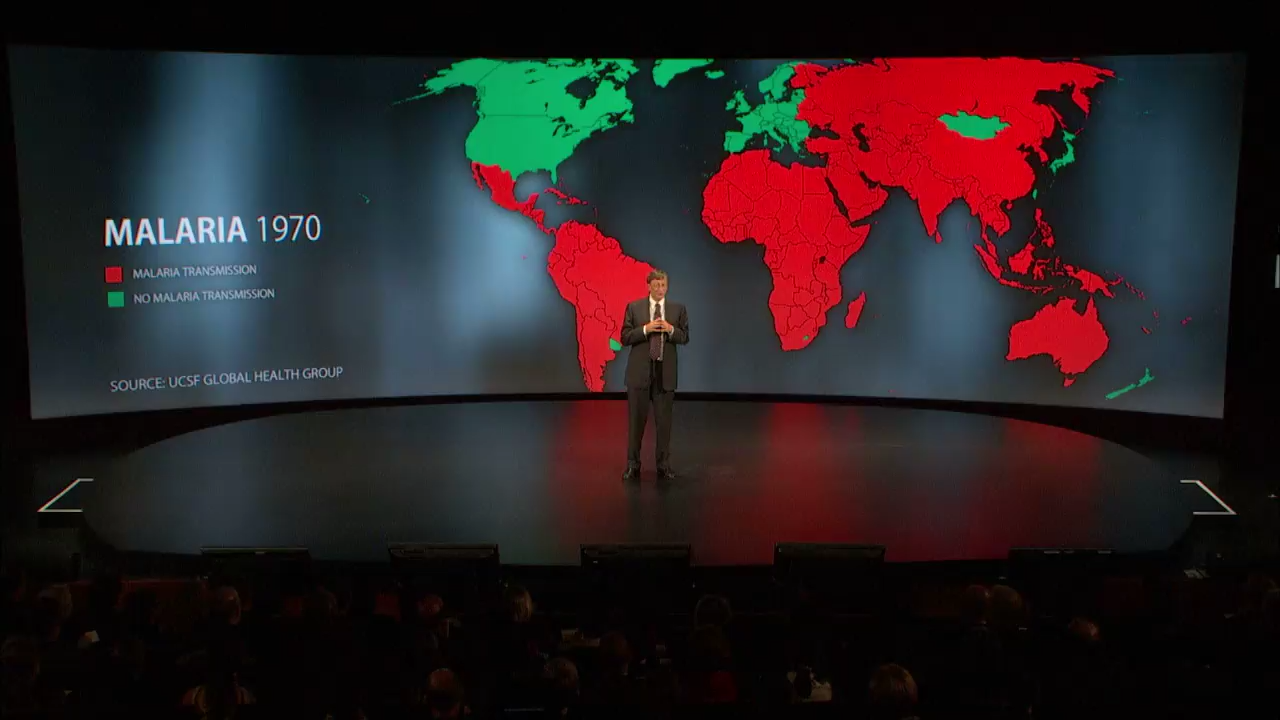 MALARIA 1970
MALARIA TRANSMISSION
NO MALARIA TRANSMISSION
SOURCE: UCSF GLOBAL HEALTH GROUP